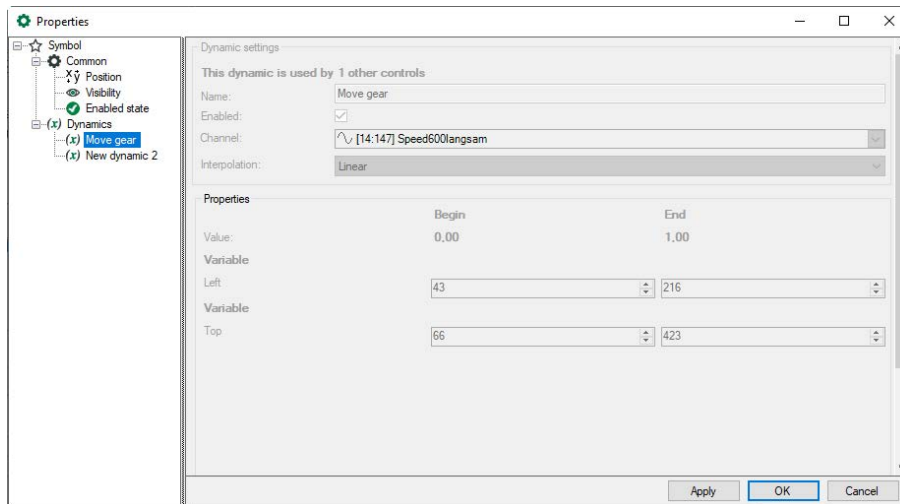 Properties
Symbol
Common
x y Position
Visibility
Enabled state
(x) Dynamics
(x) Move gear
(x) New dynamic 2
Dynamic settings
This dynamic is used by 1 other controls
Name: Move gear
Enabled:
Channel: [14:147] Speed600langsam
Interpolation: Linear
Properties
Begin End
Value: 0,00 1,00
Variable
Left 43 216
Variable
Top 66 423
Apply OK Cancel